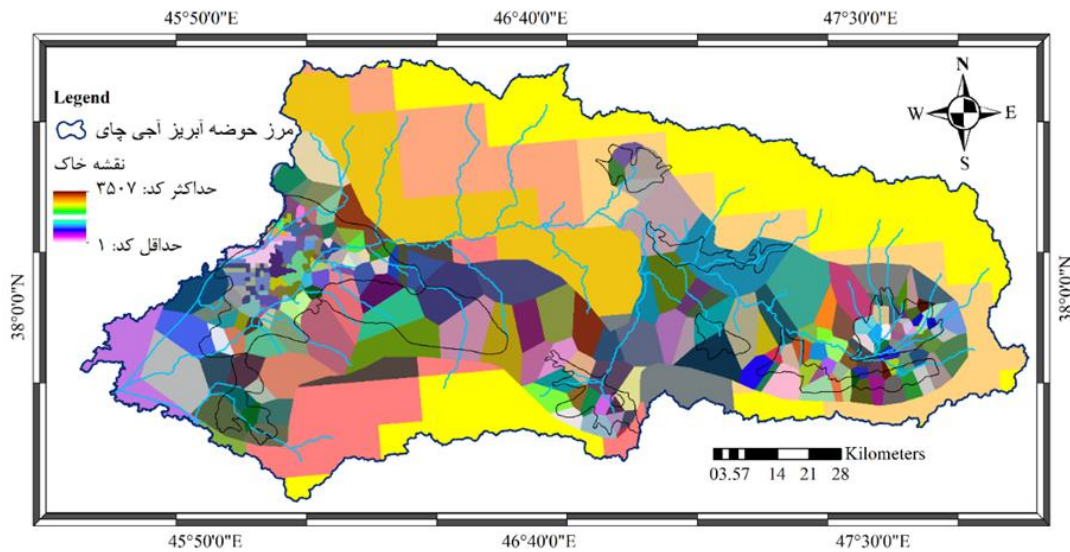 45°50'0"E 46°40'0"E 47°30'0"E
N
W E
S
Legend
مرز حوضه آبریز آجی چای
نقشه خاک
حداکثر کد: ۳۵۰۷
حداقل کد: ۱
38°0'0"N 38°0'0"N
Kilometers
03.57 14 21 28
45°50'0"E 46°40'0"E 47°30'0"E